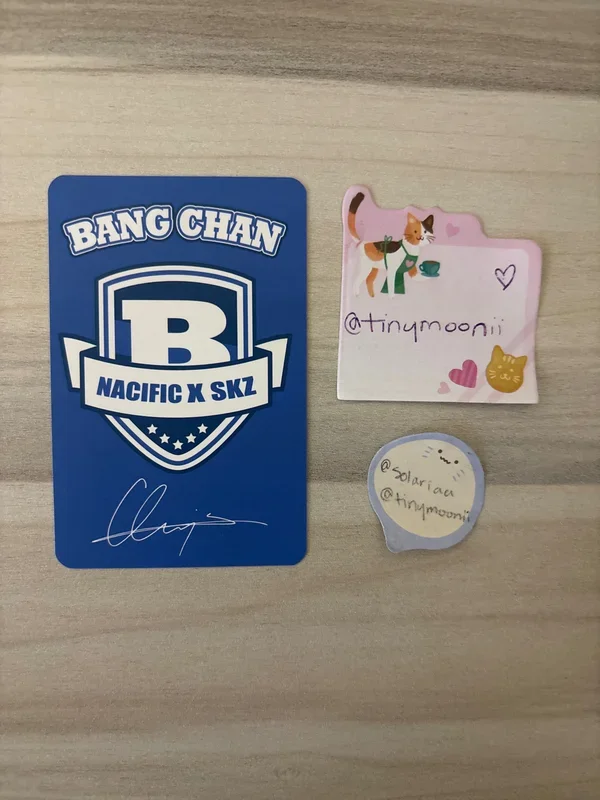 BANG CHAN
B
NACIFIC X SKZ
@tinymoonii
@solariaa
@tinymoonii